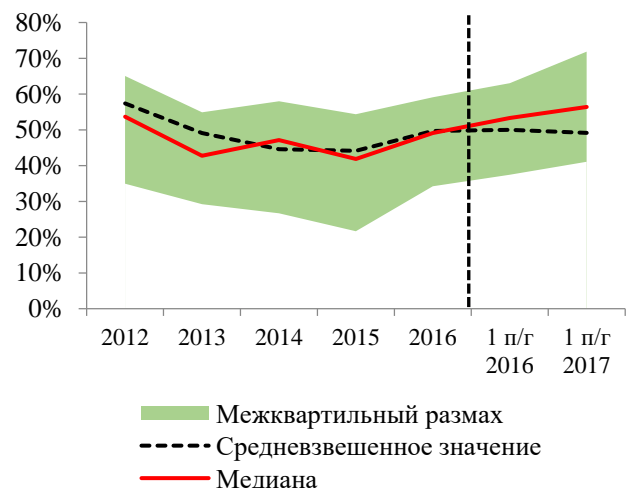 80%
70%
60%
50%
40%
30%
20%
10%
0%
2012 2013 2014 2015 2016 1 п/г 1 п/г
2016 2017
Межквартильный размах
Средневзвешенное значение
Медиана